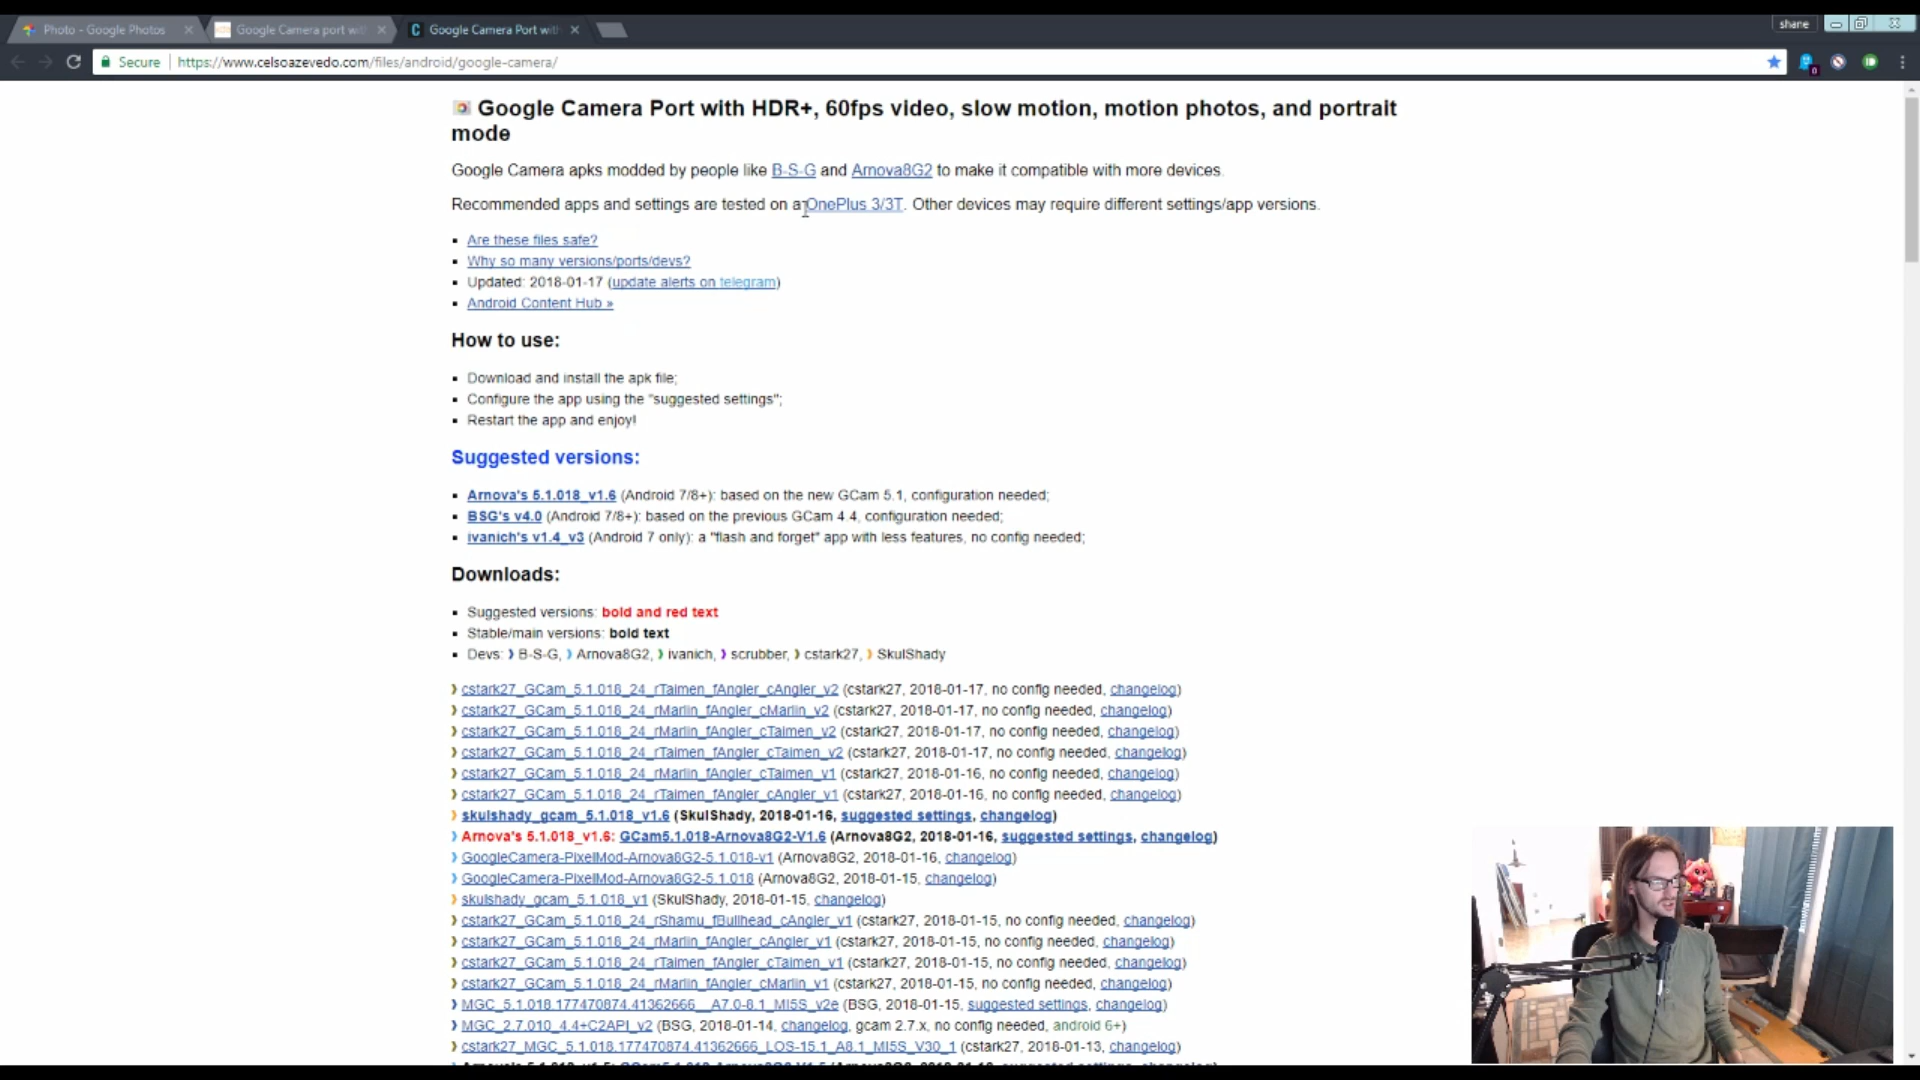 Photo - Google Photos
Google Camera port wit
Google Camera Port wit
shane
Secure
https://www.celsoazevedo.com/files/android/google-camera/
0
Google Camera Port with HDR+, 60fps video, slow motion, motion photos, and portrait
mode
Google Camera apks modded by people like B-S-G and Arnova8G2 to make it compatible with more devices.
Recommended apps and settings are tested on a OnePlus 3/3T. Other devices may require different settings/app versions.
Are these files safe?
Why so many versions/ports/devs?
Updated: 2018-01-17 (update alerts on telegram)
Android Content Hub »
How to use:
Download and install the apk file;
Configure the app using the "suggested settings";
Restart the app and enjoy!
Suggested versions:
Arnova's 5.1.018_v1.6 (Android 7/8+): based on the new GCam 5.1, configuration needed;
BSG's v4.0 (Android 7/8+): based on the previous GCam 4.4, configuration needed;
ivanich's v1.4_v3 (Android 7 only): a "flash and forget" app with less features, no config needed;
Downloads:
Suggested versions: bold and red text
Stable/main versions: bold text
Devs: B-S-G, Arnova8G2, ivanich, scrubber, cstark27, SkulShady
cstark27_GCam_5.1.018_24_rTaimen_fAngler_cAngler_v2 (cstark27, 2018-01-17, no config needed, changelog)
cstark27_GCam_5.1.018_24_rMarlin_fAngler_cMarlin_v2 (cstark27, 2018-01-17, no config needed, changelog)
cstark27_GCam_5.1.018_24_rMarlin_fAngler_cTaimen_v2 (cstark27, 2018-01-17, no config needed, changelog)
cstark27_GCam_5.1.018_24_rTaimen_fAngler_cTaimen_v2 (cstark27, 2018-01-17, no config needed, changelog)
cstark27_GCam_5.1.018_24_rMarlin_fAngler_cTaimen_v1 (cstark27, 2018-01-16, no config needed, changelog)
cstark27_GCam_5.1.018_24_rTaimen_fAngler_cAngler_v1 (cstark27, 2018-01-16, no config needed, changelog)
skulshady_gcam_5.1.018_v1.6 (SkulShady, 2018-01-16, suggested settings, changelog)
Arnova's 5.1.018_v1.6: GCam5.1.018-Arnova8G2-V1.6 (Arnova8G2, 2018-01-16, suggested settings, changelog)
GoogleCamera-PixelMod-Arnova8G2-5.1.018-v1 (Arnova8G2, 2018-01-16, changelog)
GoogleCamera-PixelMod-Arnova8G2-5.1.018 (Arnova8G2, 2018-01-15, changelog)
skulshady_gcam_5.1.018_v1 (SkulShady, 2018-01-15, changelog)
cstark27_GCam_5.1.018_24_rShamu_fBullhead_cAngler_v1 (cstark27, 2018-01-15, no config needed, changelog)
cstark27_GCam_5.1.018_24_rMarlin_fAngler_cAngler_v1 (cstark27, 2018-01-15, no config needed, changelog)
cstark27_GCam_5.1.018_24_rTaimen_fAngler_cTaimen_v1 (cstark27, 2018-01-15, no config needed, changelog)
cstark27_GCam_5.1.018_24_rMarlin_fAngler_cMarlin_v1 (cstark27, 2018-01-15, no config needed, changelog)
MGC_5.1.018.177470874.41362666__A7.0-8.1_MI5S_v2e (BSG, 2018-01-15, suggested settings, changelog)
MGC_2.7.010_4.4+C2API_v2 (BSG, 2018-01-14, changelog, gcam 2.7.x, no config needed, android 6+)
cstark27_MGC_5.1.018.177470874.41362666_LOS-15.1_A8.1_MI5S_V30_1 (cstark27, 2018-01-13, changelog)